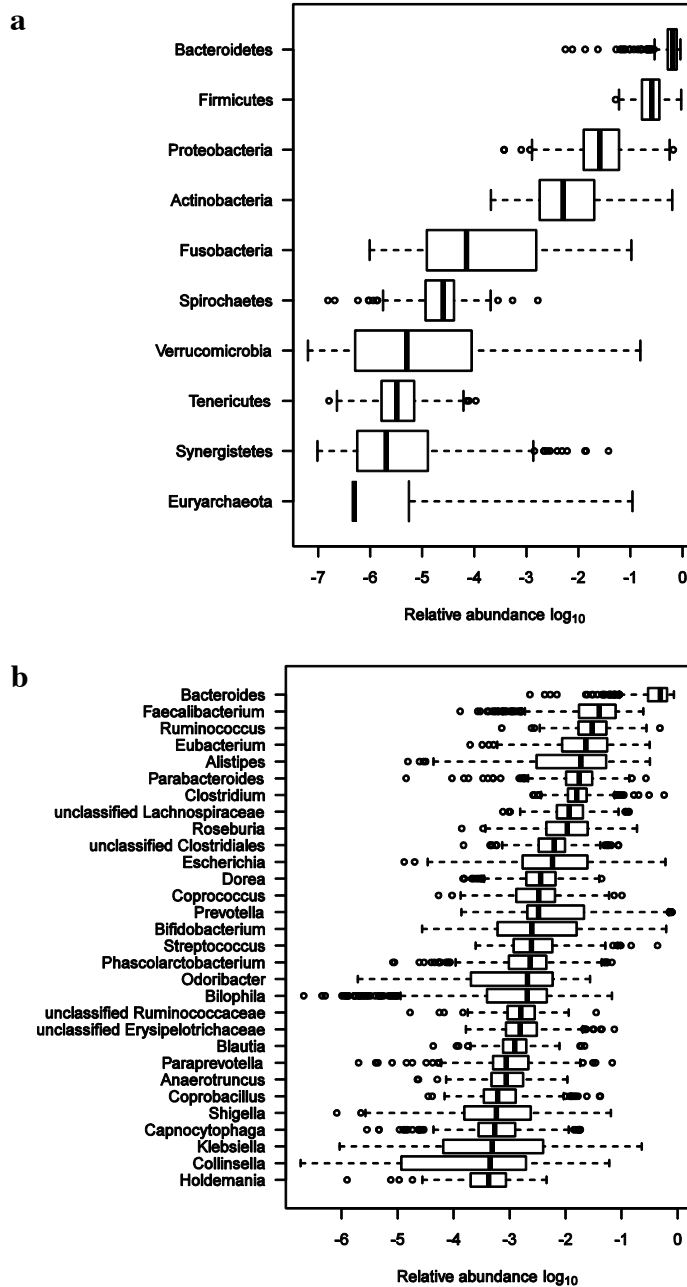 a
Bacteroidetes
Firmicutes
Proteobacteria
Actinobacteria
Fusobacteria
Spirochaetes
Verrucomicrobia
Tenericutes
Synergistetes
Euryarchaeota
-7 -6 -5 -4 -3 -2 -1 0
Relative abundance log10
b
Bacteroides
Faecalibacterium
Ruminococcus
Eubacterium
Alistipes
Parabacteroides
Clostridium
unclassified Lachnospiraceae
Roseburia
unclassified Clostridiales
Escherichia
Dorea
Coprococcus
Prevotella
Bifidobacterium
Streptococcus
Phascolarctobacterium
Odoribacter
Bilophila
unclassified Ruminococcaceae
unclassified Erysipelotrichaceae
Blautia
Paraprevotella
Anaerotruncus
Coprobacillus
Shigella
Capnocytophaga
Klebsiella
Collinsella
Holdemania
-6 -5 -4 -3 -2 -1 0
Relative abundance log10